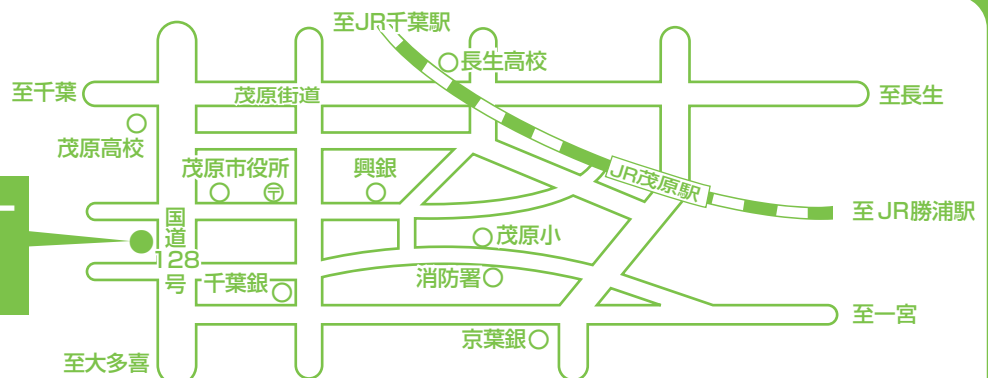 至JR千葉駅
長生高校
至千葉
茂原街道
至長生
茂原高校
茂原市役所
〒
興銀
JR茂原駅
至JR勝浦駅
国道128号
茂原小
千葉銀
消防署
至一宮
京葉銀
至大多喜